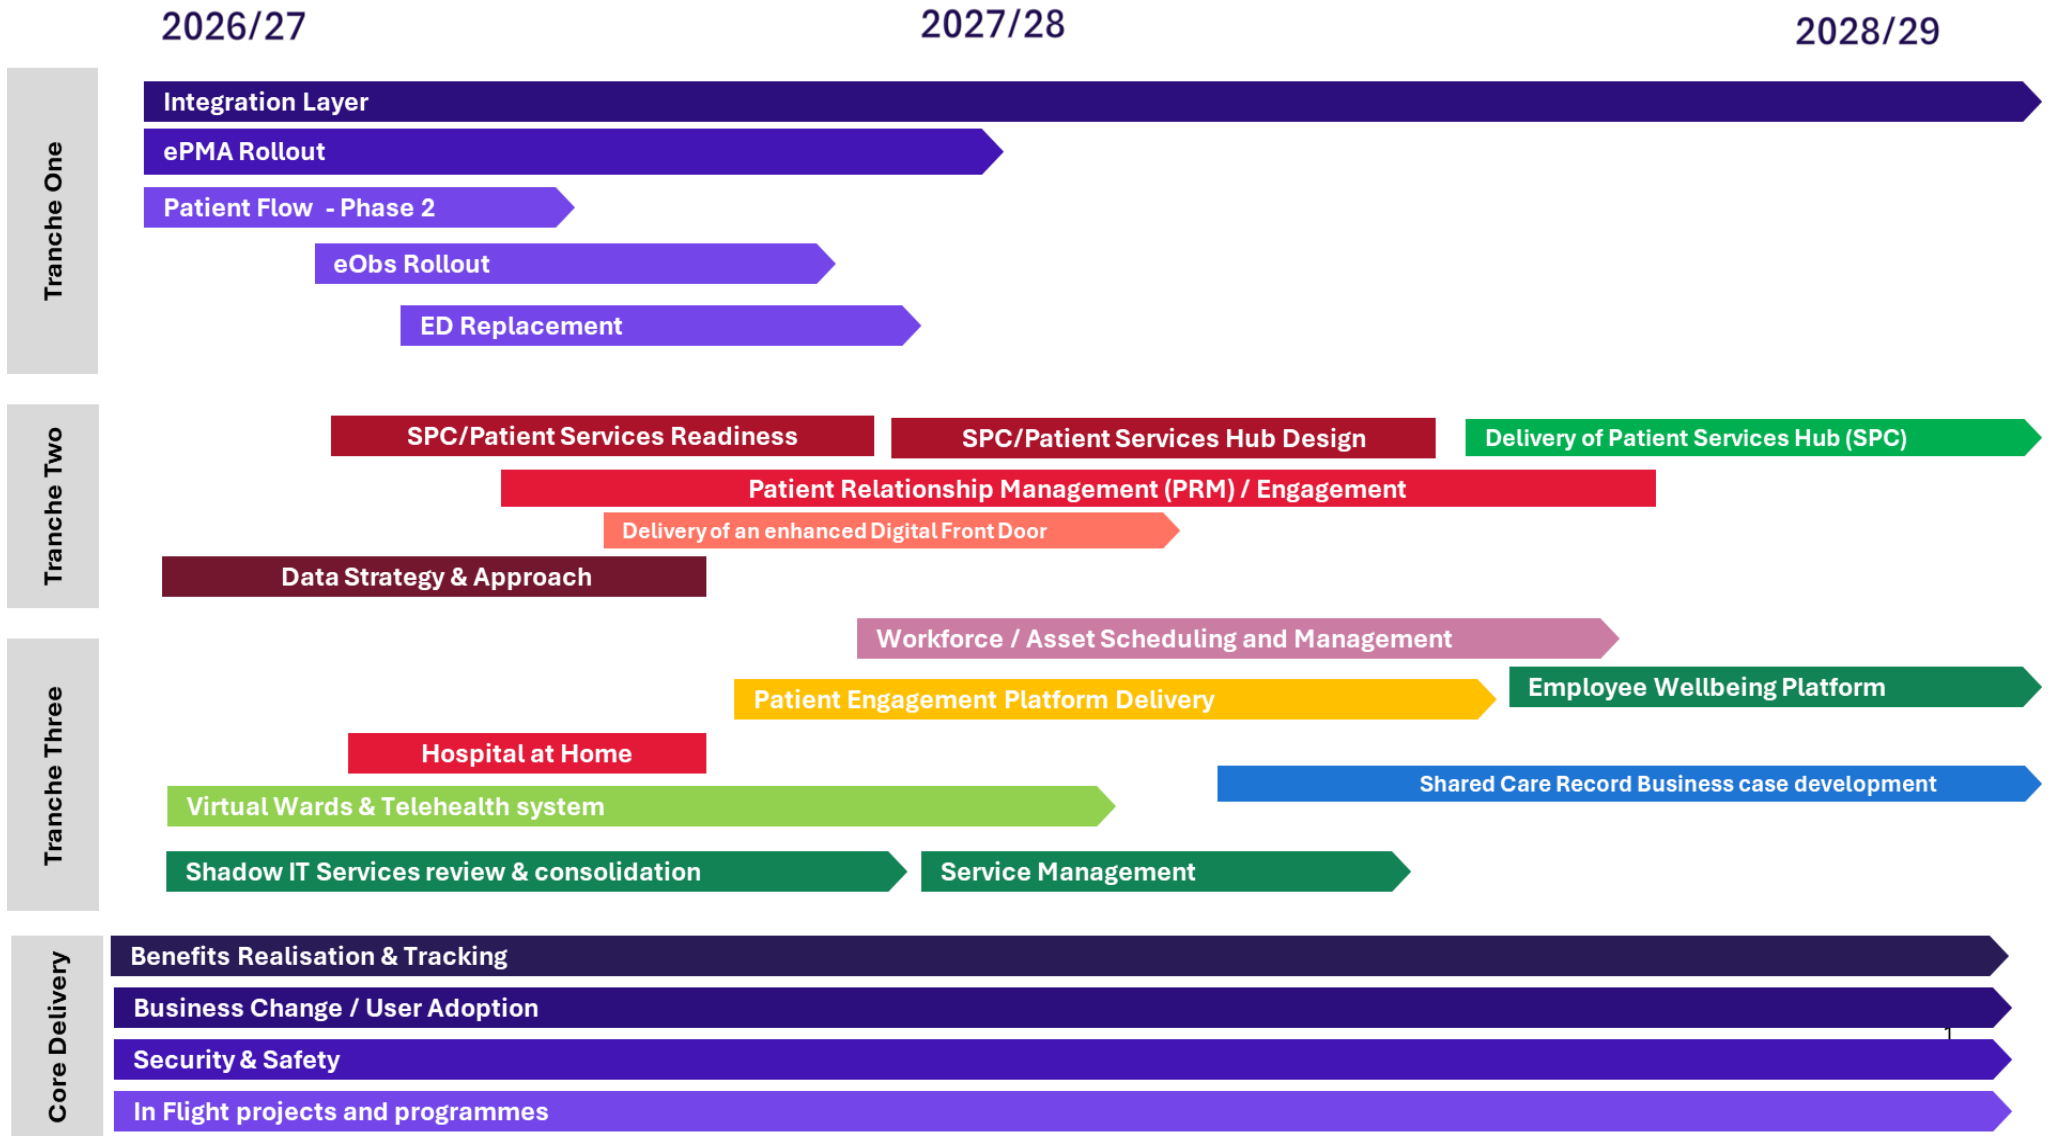 2026/27
2027/28
2028/29
Tranche One
Integration Layer
ePMA Rollout
Patient Flow  - Phase 2
eObs Rollout
ED Replacement
Tranche Two
SPC/Patient Services Readiness
SPC/Patient Services Hub Design
Delivery of Patient Services Hub (SPC)
Patient Relationship Management (PRM) / Engagement
Delivery of an enhanced Digital Front Door
Data Strategy & Approach
Tranche Three
Workforce / Asset Scheduling and Management
Patient Engagement Platform Delivery
Employee Wellbeing Platform
Hospital at Home
Shared Care Record Business case development
Virtual Wards & Telehealth system
Shadow IT Services review & consolidation
Service Management
Core Delivery
Benefits Realisation & Tracking
Business Change / User Adoption
1
Security & Safety
In Flight projects and programmes